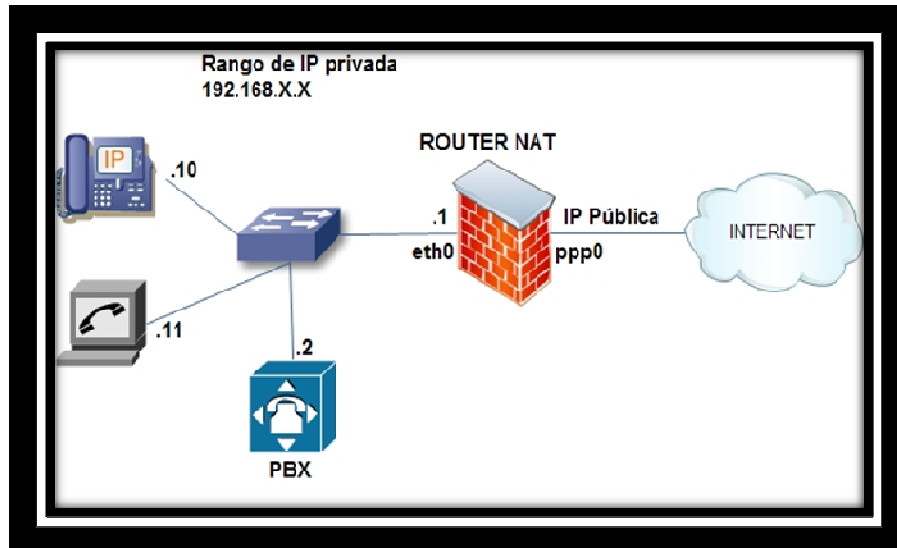 Rango de IP privada
192.168.X.X
ROUTER NAT
IP
.10
.1
IP Pública
INTERNET
eth0
ppp0
.11
.2
PBX